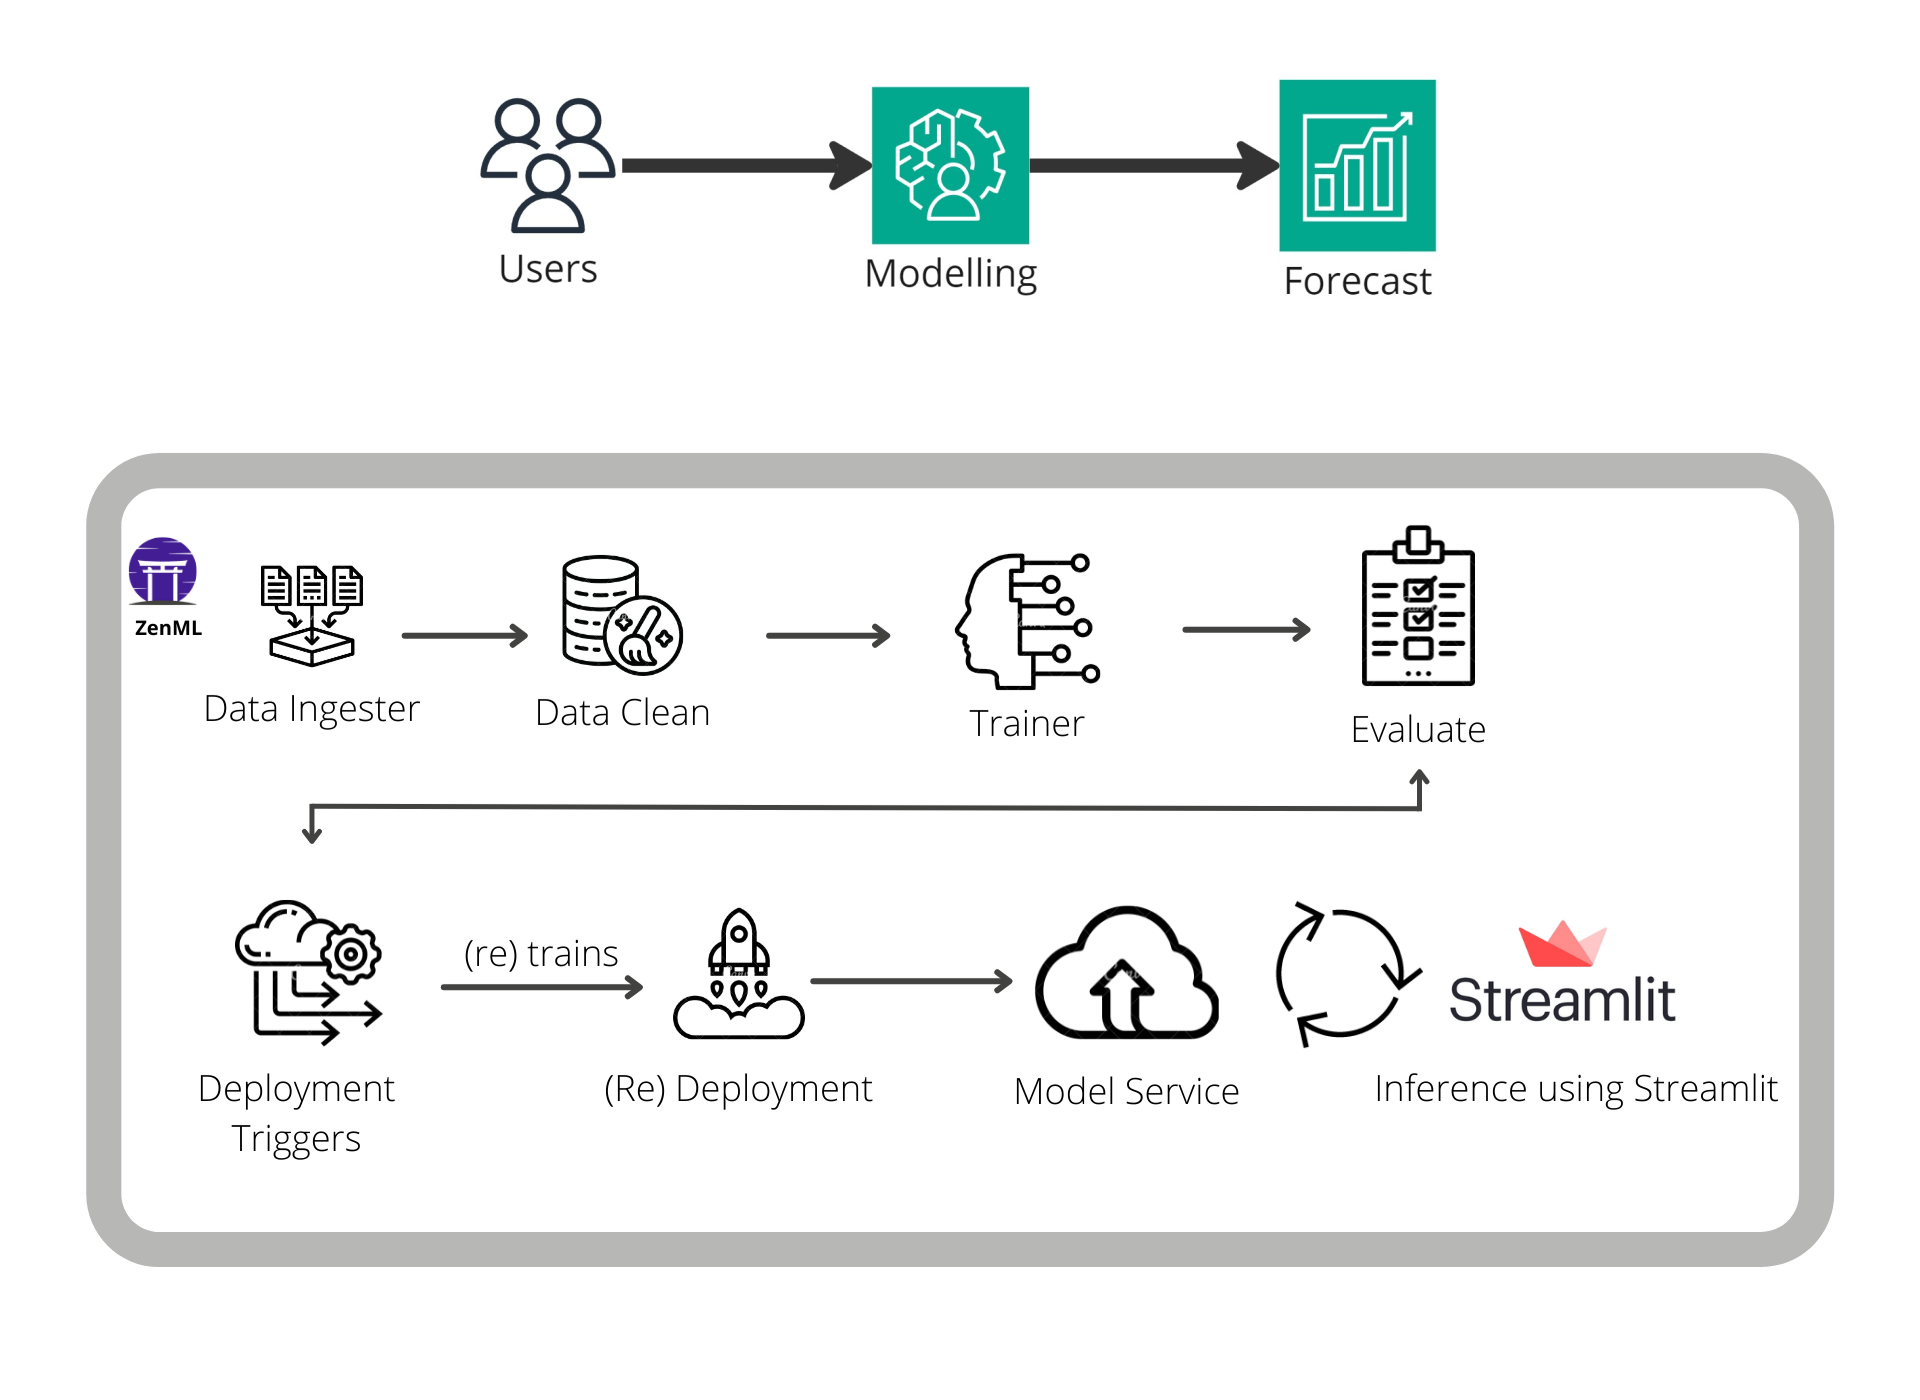 Users
Modelling
Forecast
ZenML
Data Ingester
Data Clean
Trainer
Evaluate
(re) trains
Streamlit
Deployment
Triggers
(Re) Deployment
Model Service
Inference using Streamlit